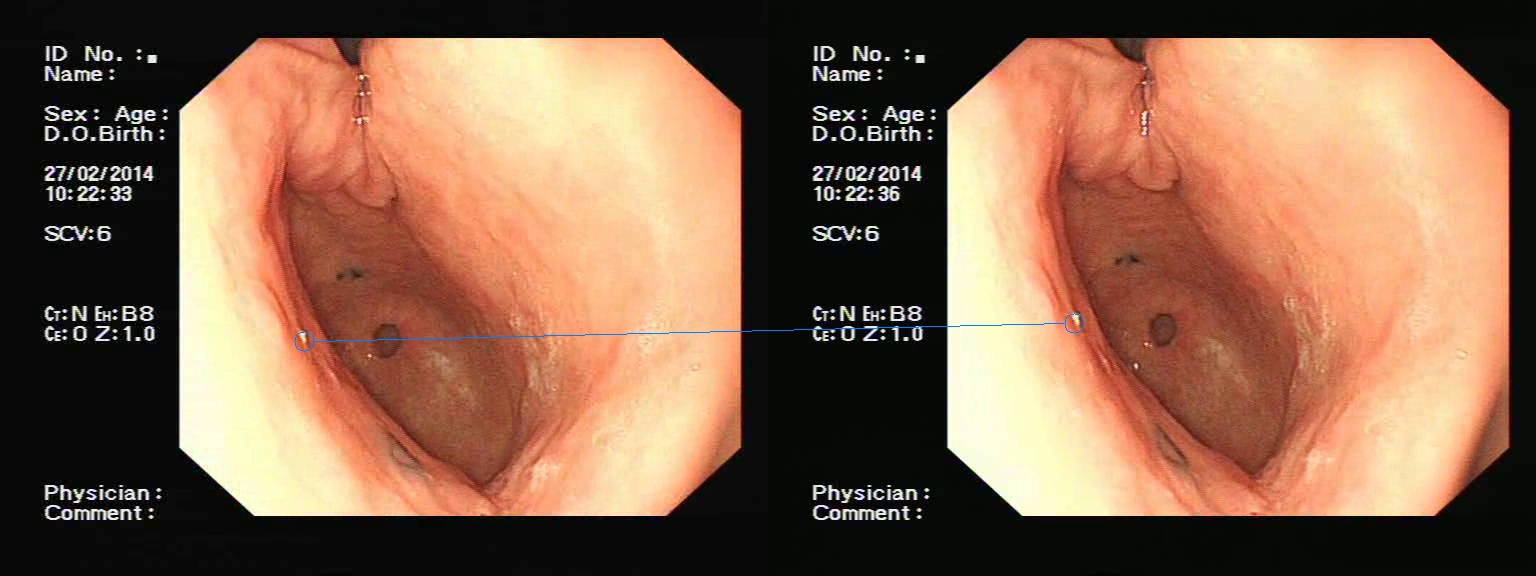 ID No. :
Name:
Sex: Age:
D.O.Birth:
27/02/2014
10:22:33
SCV:6
CT:N EH:B8
CE:0 Z:1.0
Physician:
Comment:
ID No. :
Name:
Sex: Age:
D.O.Birth:
27/02/2014
10:22:36
SCV:6
CT:N EH:B8
CE:0 Z:1.0
Physician:
Comment: